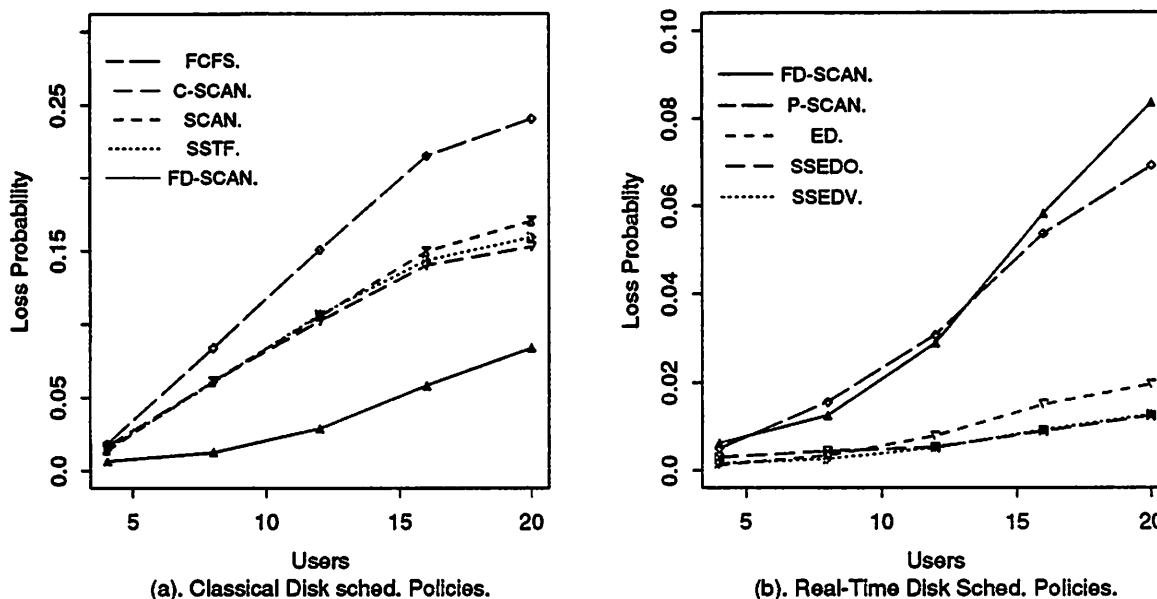 FCFS.
C-SCAN.
SCAN.
SSTF.
FD-SCAN.
Loss Probability
0.25
0.15
0.05
0.0
5
10
15
20
Users
(a). Classical Disk sched. Policies.
FD-SCAN.
P-SCAN.
ED.
SSEDO.
SSEDV.
Loss Probability
0.10
0.08
0.06
0.04
0.02
0.0
5
10
15
20
Users
(b). Real-Time Disk Sched. Policies.